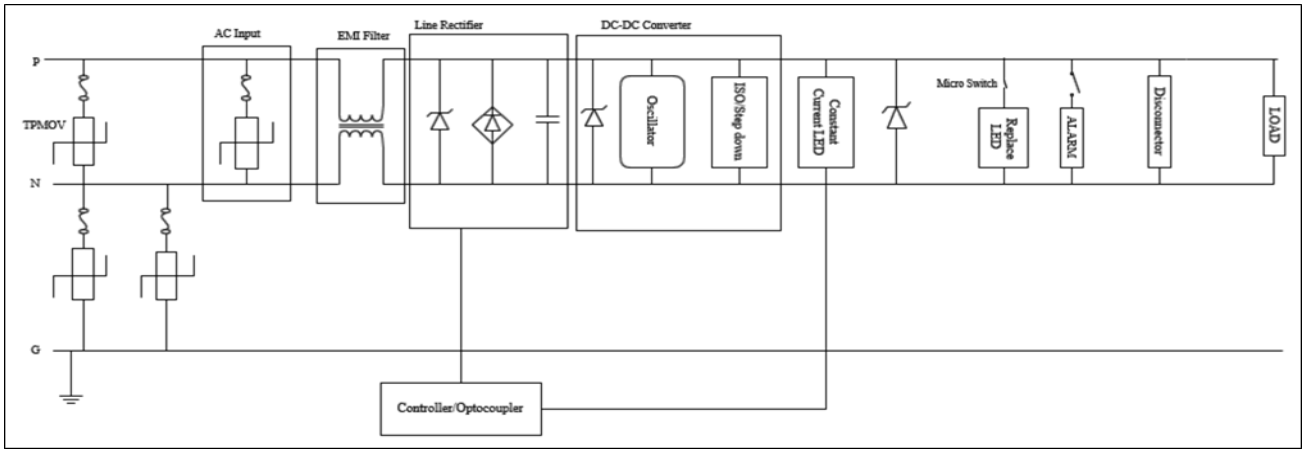 AC Input
EMI Filter
Line Rectifier
DC-DC Converter
P
TPMOV
N
G
Oscillator
ISO/Step down
Constant
Current LED
Micro Switch
Replace
LED
ALARM
Disconnector
LOAD
Controller/Optocoupler